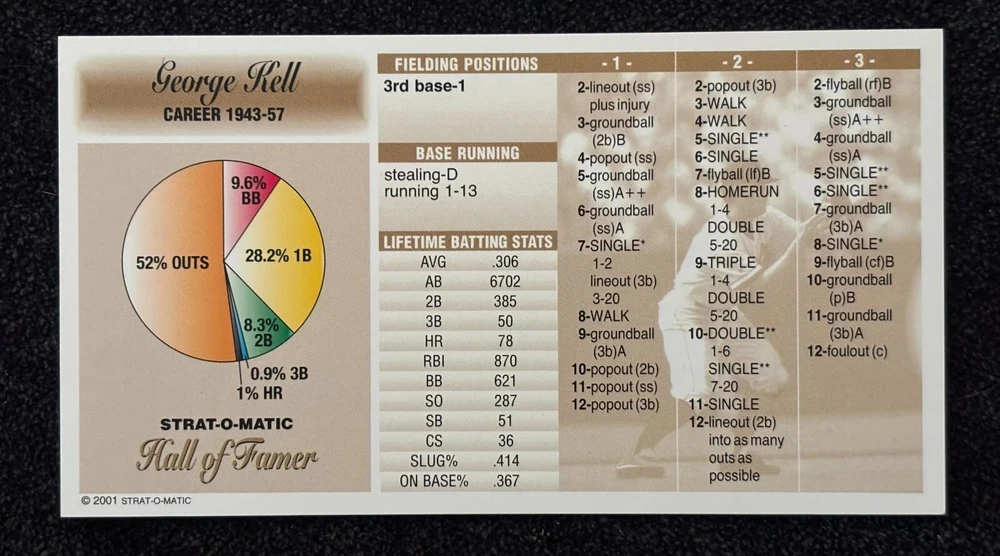 George Kell
CAREER 1943-57
9.6%
BB
28.2% 1B
52% OUTS
8.3%
2B
0.9% 3B
1% HR
STRAT-O-MATIC
Hall of Famer
© 2001 STRAT-O-MATIC
FIELDING POSITIONS
3rd base-1
BASE RUNNING
stealing-D
running 1-13
LIFETIME BATTING STATS
AVG .306
AB 6702
2B 385
3B 50
HR 78
RBI 870
BB 621
SO 287
SB 51
CS 36
SLUG% .414
ON BASE% .367
- 1 -
2-lineout (ss)
plus injury
3-groundball
(2b)B
4-popout (ss)
5-groundball
(ss)A++
6-groundball
(ss)A
7-SINGLE*
1-2
lineout (3b)
3-20
8-WALK
9-groundball
(3b)A
10-popout (2b)
11-popout (ss)
12-popout (3b)
- 2 -
2-popout (3b)
3-WALK
4-WALK
5-SINGLE**
6-SINGLE
7-flyball (lf)B
8-HOMERUN
1-4
DOUBLE
5-20
9-TRIPLE
1-4
DOUBLE
5-20
10-DOUBLE**
1-6
SINGLE**
7-20
11-SINGLE
12-lineout (2b)
into as many
outs as
possible
- 3 -
2-flyball (rf)B
3-groundball
(ss)A++
4-groundball
(ss)A
5-SINGLE**
6-SINGLE**
7-groundball
(3b)A
8-SINGLE*
9-flyball (cf)B
10-groundball
(p)B
11-groundball
(3b)A
12-foulout (c)